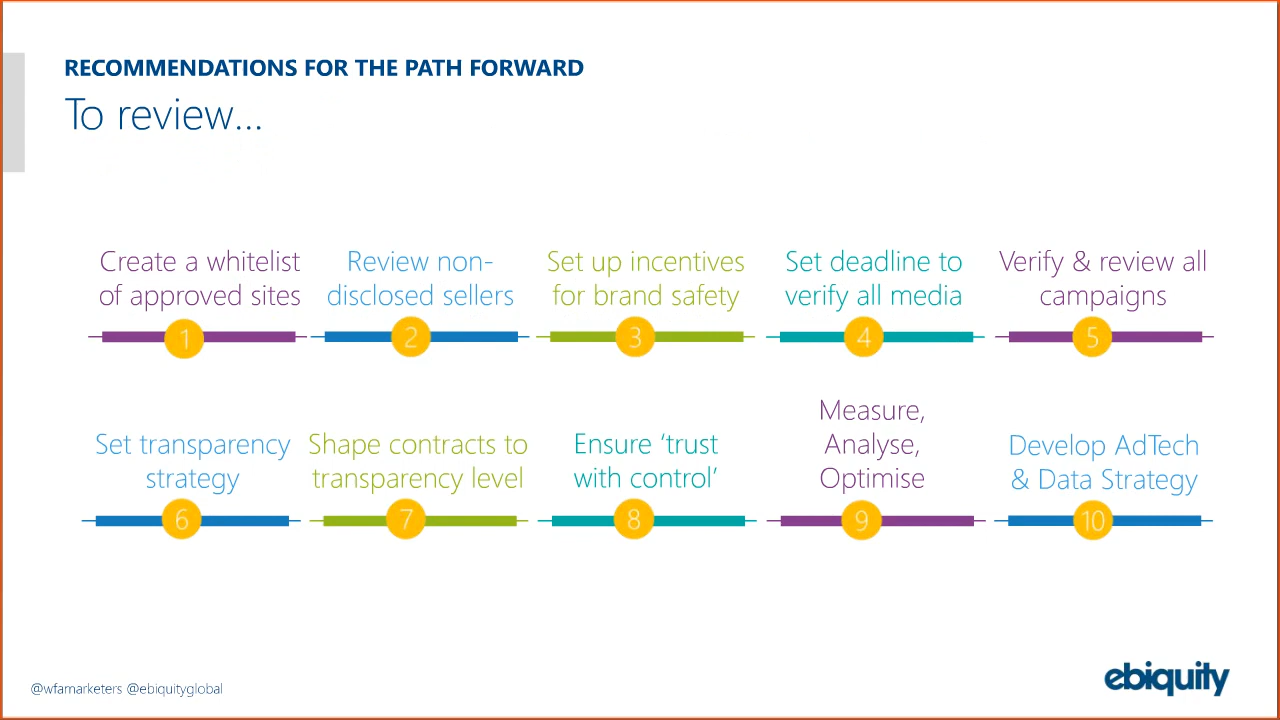 RECOMMENDATIONS FOR THE PATH FORWARD
To review...
Create a whitelist
of approved sites
1
Review non-
disclosed sellers
2
Set up incentives
for brand safety
3
Set deadline to
verify all media
4
Verify & review all
campaigns
5
Set transparency
strategy
6
Shape contracts to
transparency level
7
Ensure ‘trust
with control’
8
Measure,
Analyse,
Optimise
9
Develop AdTech
& Data Strategy
10
@wfamarketers @ebiquityglobal
ebiquity